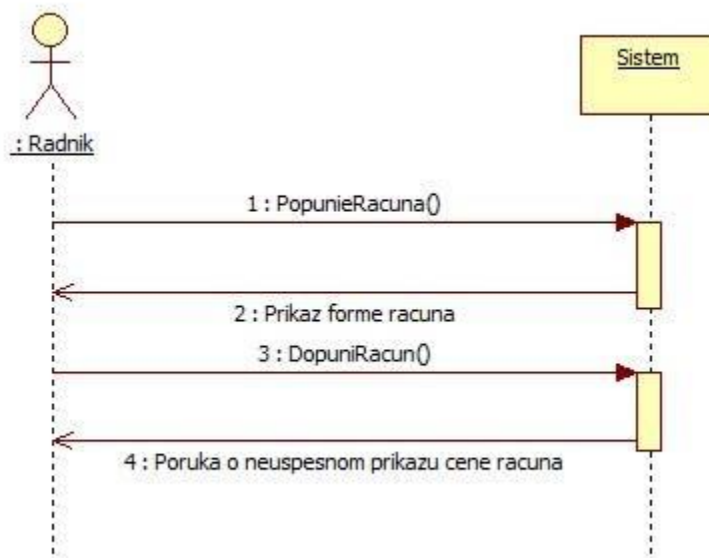 Sistem
: Radnik
1 : PopunieRacuna()
2 : Prikaz forme racuna
3 : DopuniRacun()
4 : Poruka o neuspesnom prikazu cene racuna